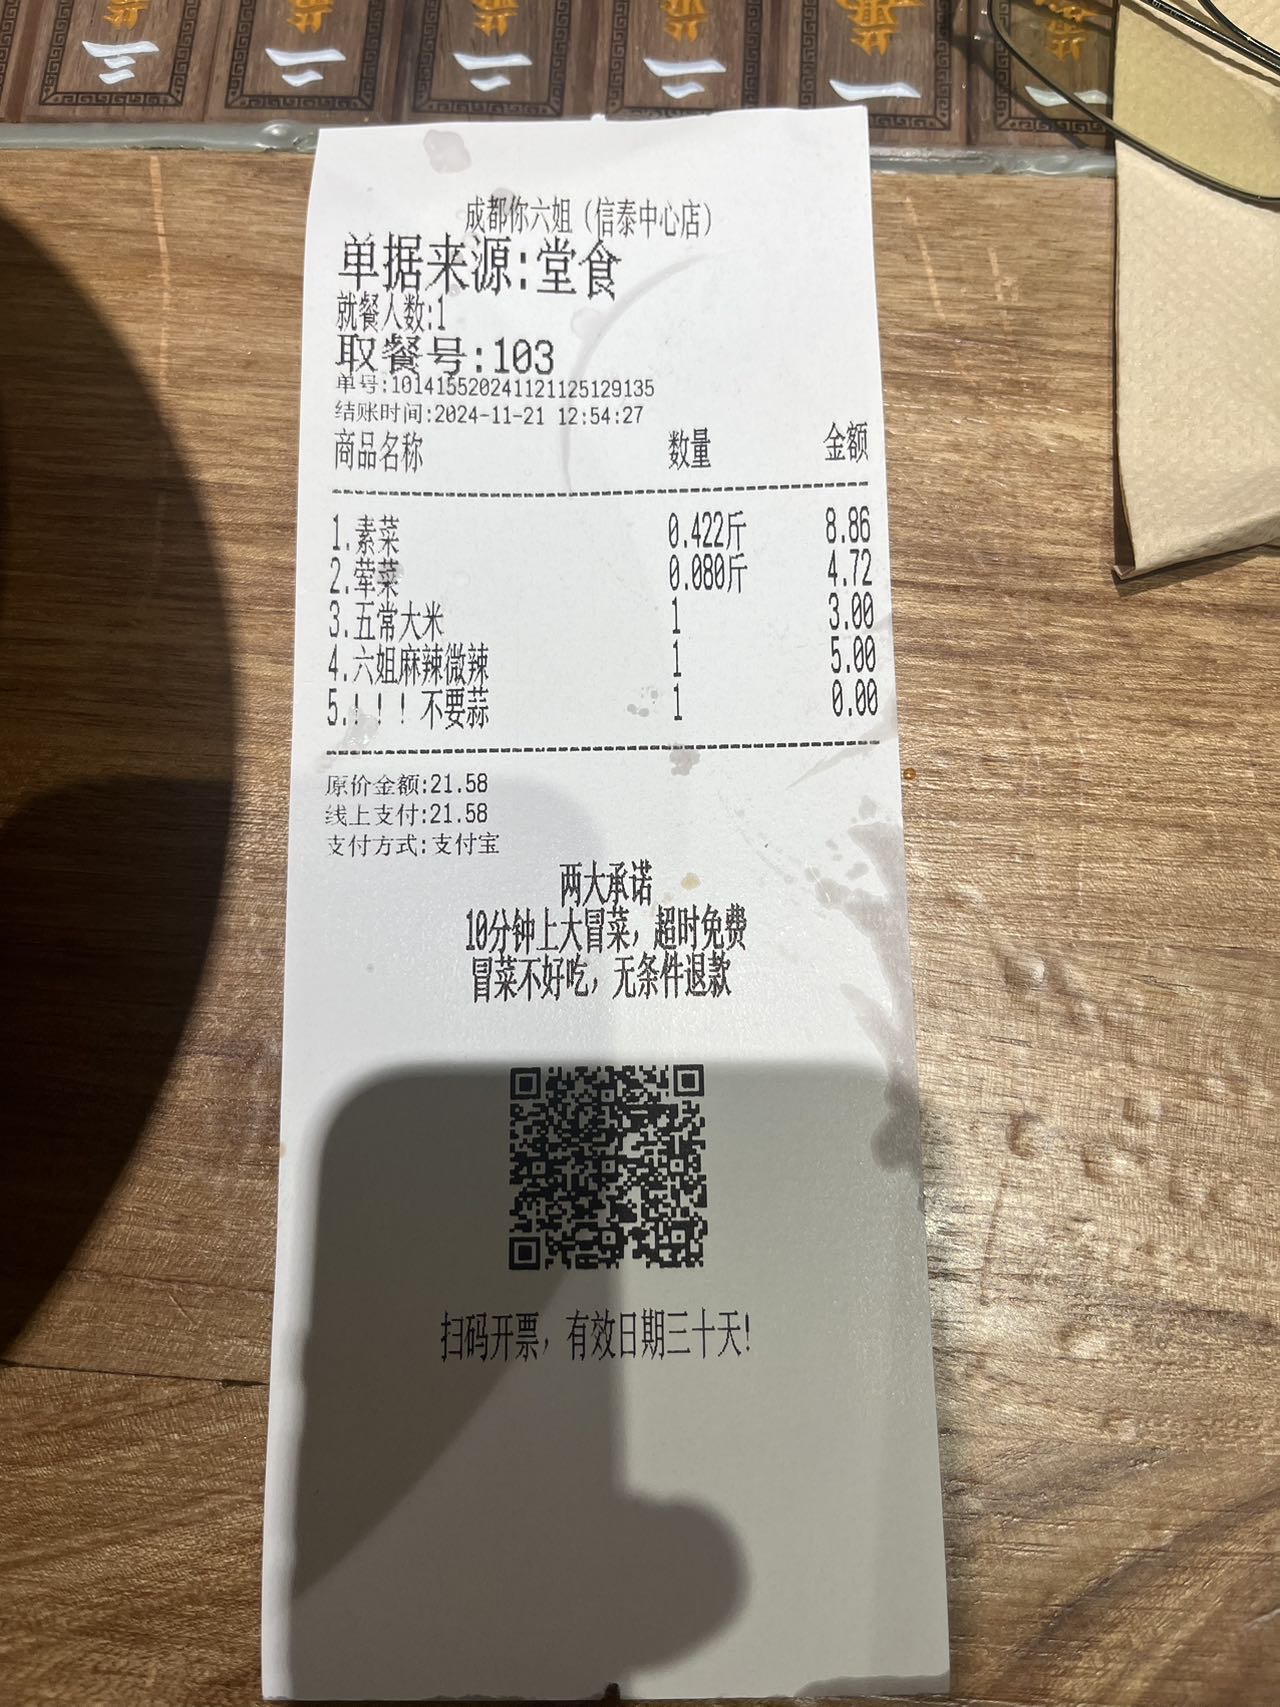 成都你六姐（信泰中心店）
单据来源:堂食
就餐人数:1
取餐号:103
单号:101415520241121125129135
结账时间:2024-11-21 12:54:27
商品名称 数量 金额
1.素菜 0.422斤 8.86
2.荤菜 0.080斤 4.72
3.五常大米 1 3.00
4.六姐麻辣微辣 1 5.00
5.！！！不要蒜 1 0.00
原价金额:21.58
线上支付:21.58
支付方式:支付宝
两大承诺
10分钟上大冒菜，超时免费
冒菜不好吃，无条件退款
扫码开票，有效日期三十天!